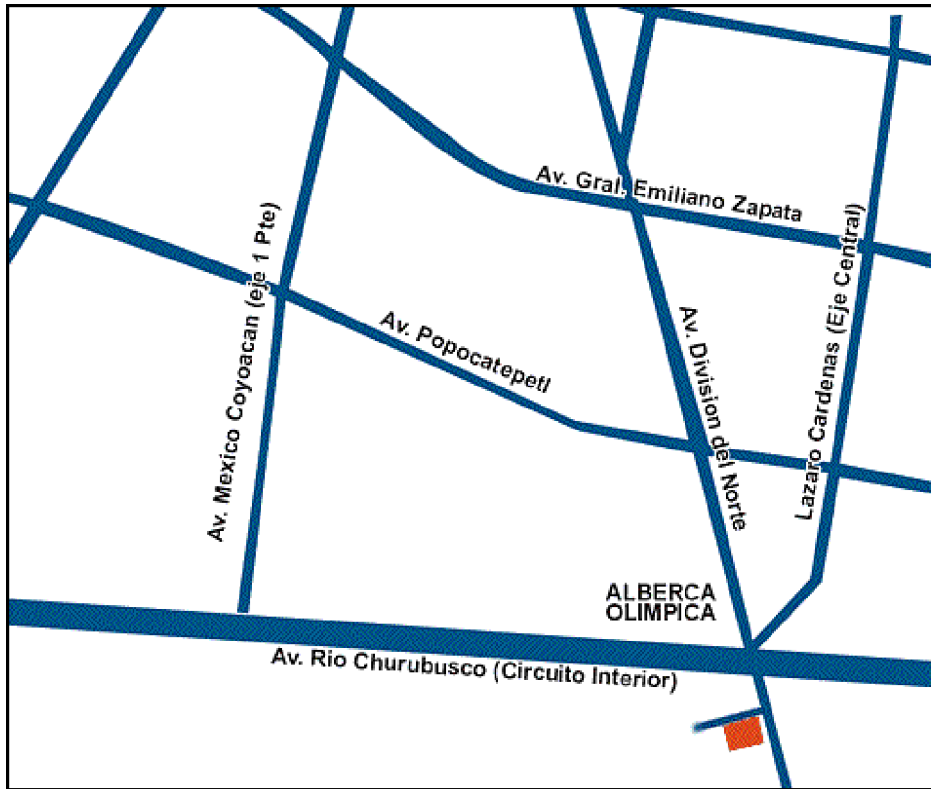 Av. Gral. Emiliano Zapata
Av. Mexico Coyoacan (eje 1 Pte)
Lazaro Cardenas (Eje Central)
Av. Popocatepetl
Av. Division del Norte
ALBERCA
OLIMPICA
Av. Rio Churubusco (Circuito Interior)